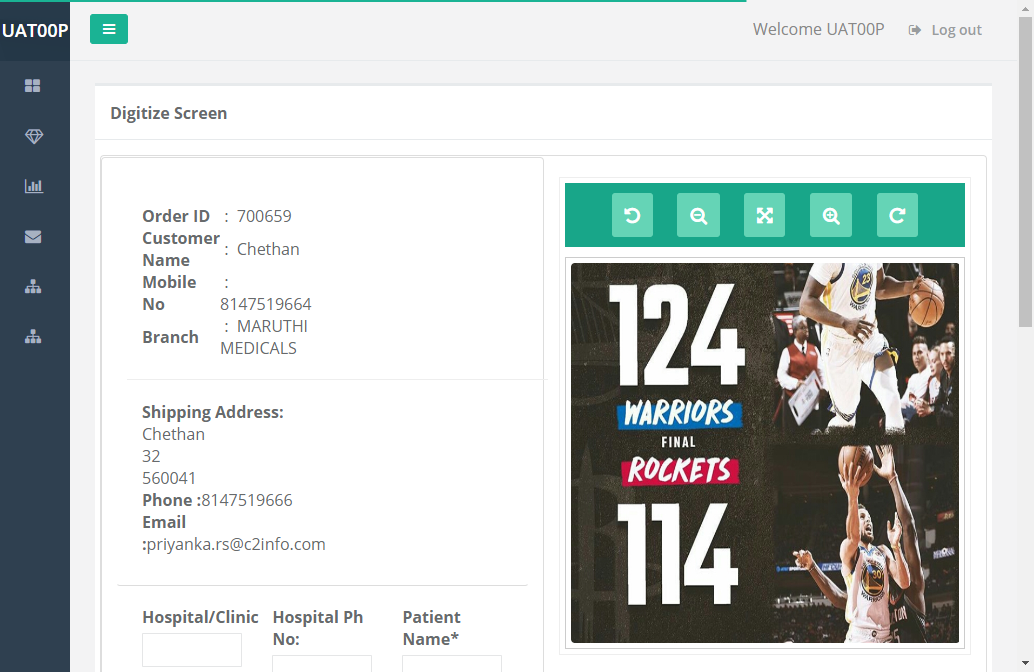 UAT00P
Welcome UAT00P
Log out
Digitize Screen
Order ID : 700659
Customer Name : Chethan
Mobile No : 8147519664
Branch : MARUTHI MEDICALS
Shipping Address:
Chethan
32
560041
Phone :8147519666
Email
:priyanka.rs@c2info.com
Hospital/Clinic
Hospital Ph No:
Patient Name*
124
WARRIORS
FINAL
ROCKETS
114
23
30